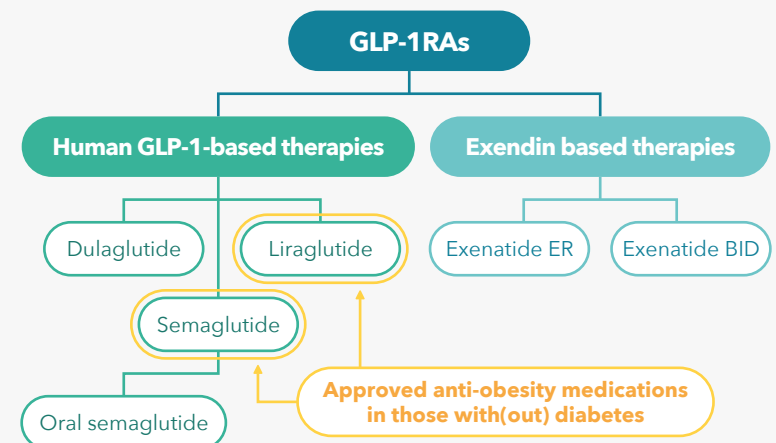 GLP-1RAs
Human GLP-1-based therapies
Exendin based therapies
Dulaglutide
Liraglutide
Exenatide ER
Exenatide BID
Semaglutide
Approved anti-obesity medications
in those with(out) diabetes
Oral semaglutide